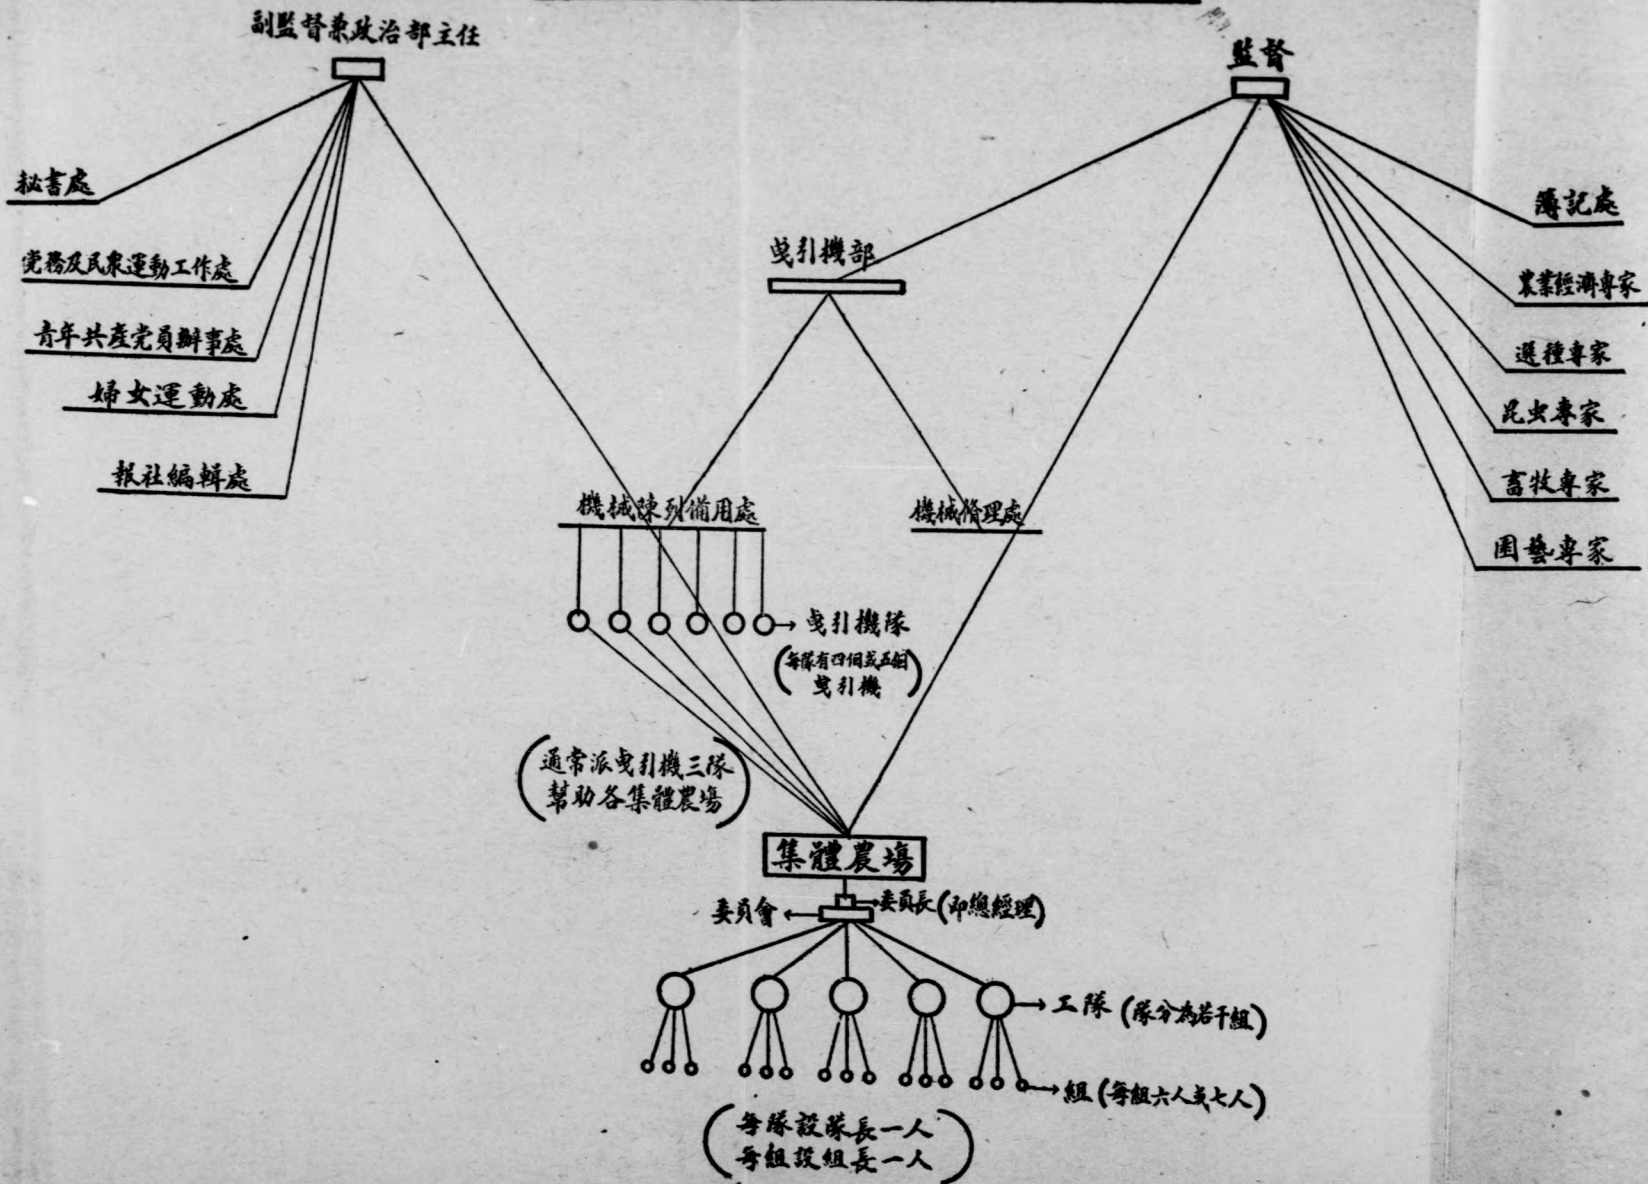 副監督兼政治部主任
監督
秘書處
党務及民衆運動工作處
青年共產党員辦事處
婦女運動處
報社編輯處
曳引機部
簿記處
農業經濟專家
選種專家
昆虫專家
畜牧專家
園藝專家
機械陳列備用處
機械修理處
曳引機隊
(每隊有四個或五個
曳引機)
(通常派曳引機三隊
幫助各集體農場)
集體農場
委員會
委員長(即總經理)
工隊 (隊分為若干組)
組 (每組六人或七人)
(每隊設隊長一人
每組設組長一人)